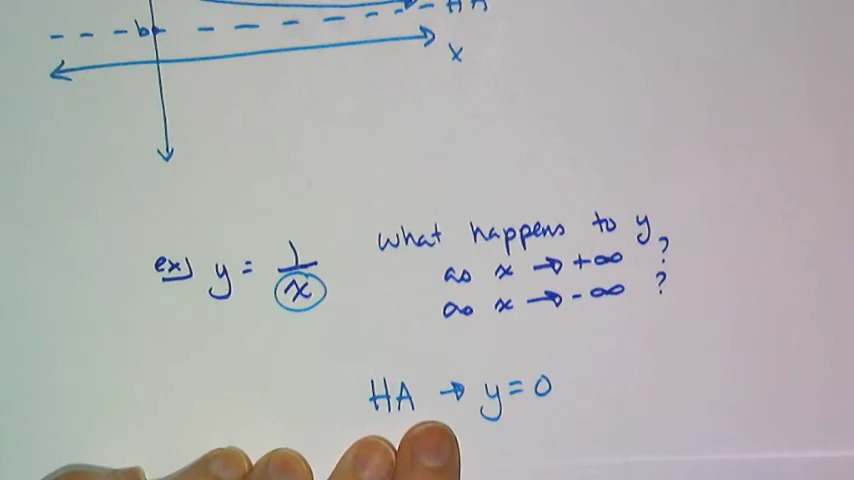 HA
b
x
ex) y = 1/x
what happens to y
as x → +∞ ?
as x → -∞ ?
HA → y = 0